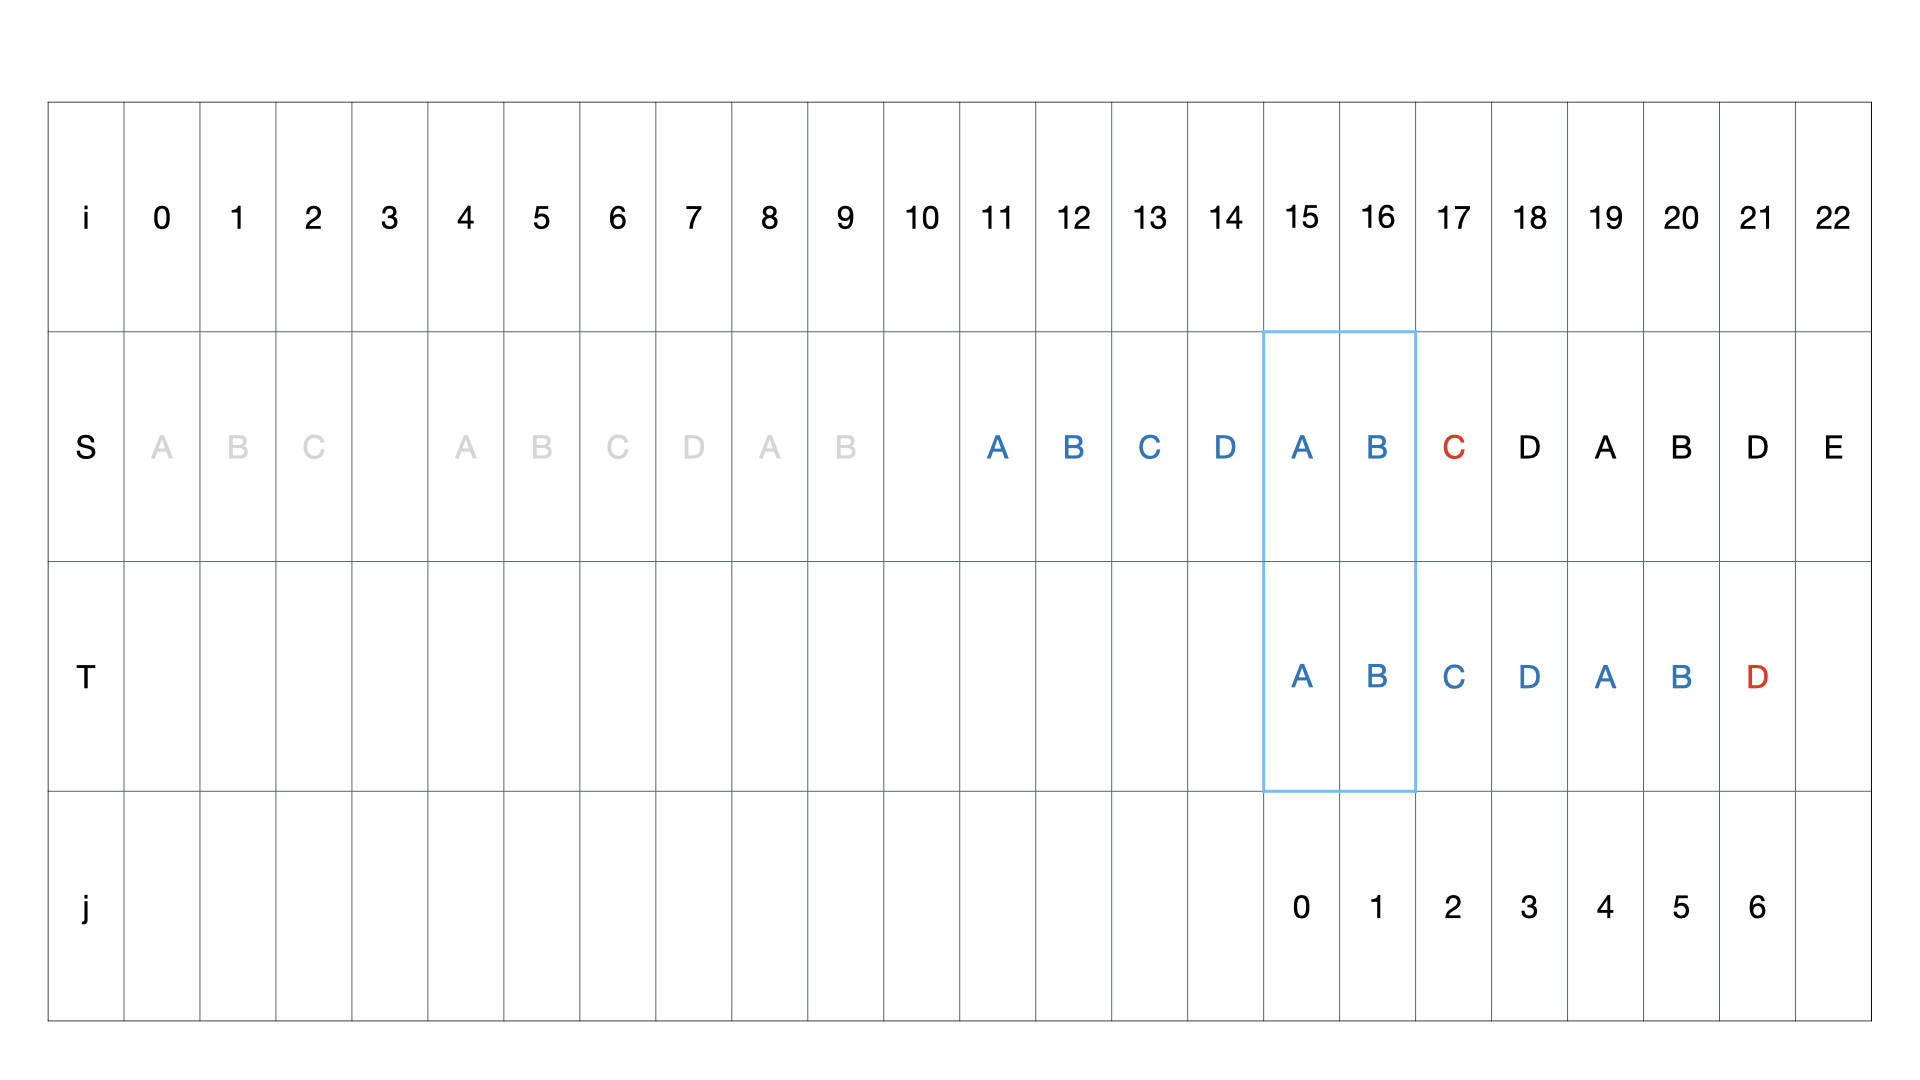 i 0 1 2 3 4 5 6 7 8 9 10 11 12 13 14 15 16 17 18 19 20 21 22
S A B C A B C D A B A B C D A B C D A B D E
T A B C D A B D
j 0 1 2 3 4 5 6